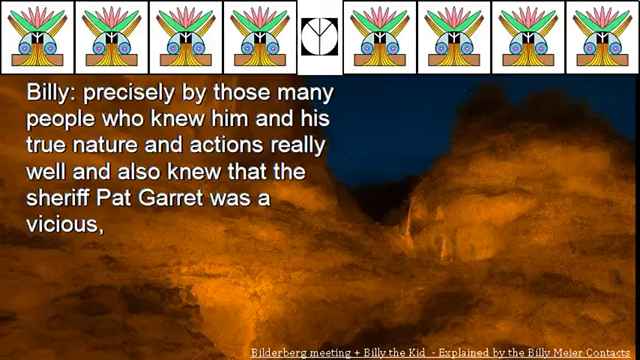 Billy: precisely by those many
people who knew him and his
true nature and actions really
well and also knew that the
sheriff Pat Garret was a
vicious,
Bilderberg meeting + Billy the Kid - Explained by the Billy Meier Contacts